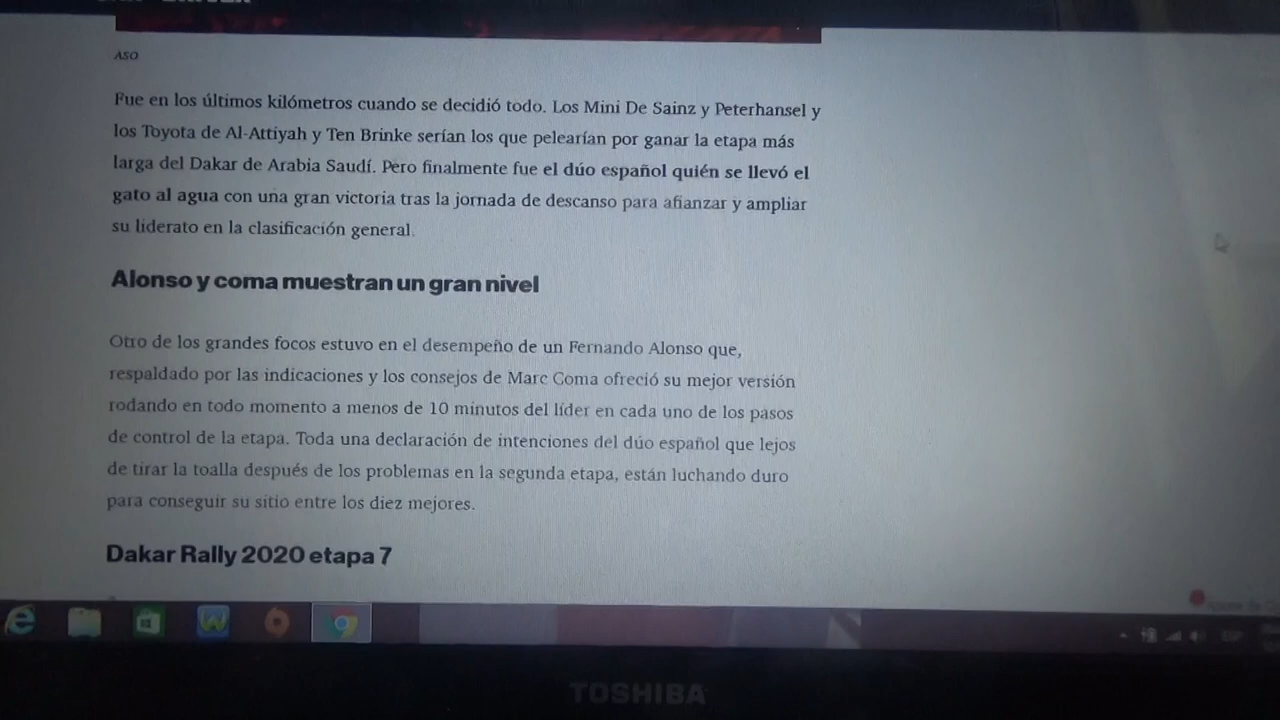 ASO
Fue en los últimos kilómetros cuando se decidió todo. Los Mini De Sainz y Peterhansel y
los Toyota de Al-Attiyah y Ten Brinke serían los que pelearían por ganar la etapa más
larga del Dakar de Arabia Saudí. Pero finalmente fue el dúo español quién se llevó el
gato al agua con una gran victoria tras la jornada de descanso para afianzar y ampliar
su liderato en la clasificación general.
Alonso y coma muestran un gran nivel
Otro de los grandes focos estuvo en el desempeño de un Fernando Alonso que,
respaldado por las indicaciones y los consejos de Marc Coma ofreció su mejor versión
rodando en todo momento a menos de 10 minutos del líder en cada uno de los pasos
de control de la etapa. Toda una declaración de intenciones del dúo español que lejos
de tirar la toalla después de los problemas en la segunda etapa, están luchando duro
para conseguir su sitio entre los diez mejores.
Dakar Rally 2020 etapa 7
TOSHIBA